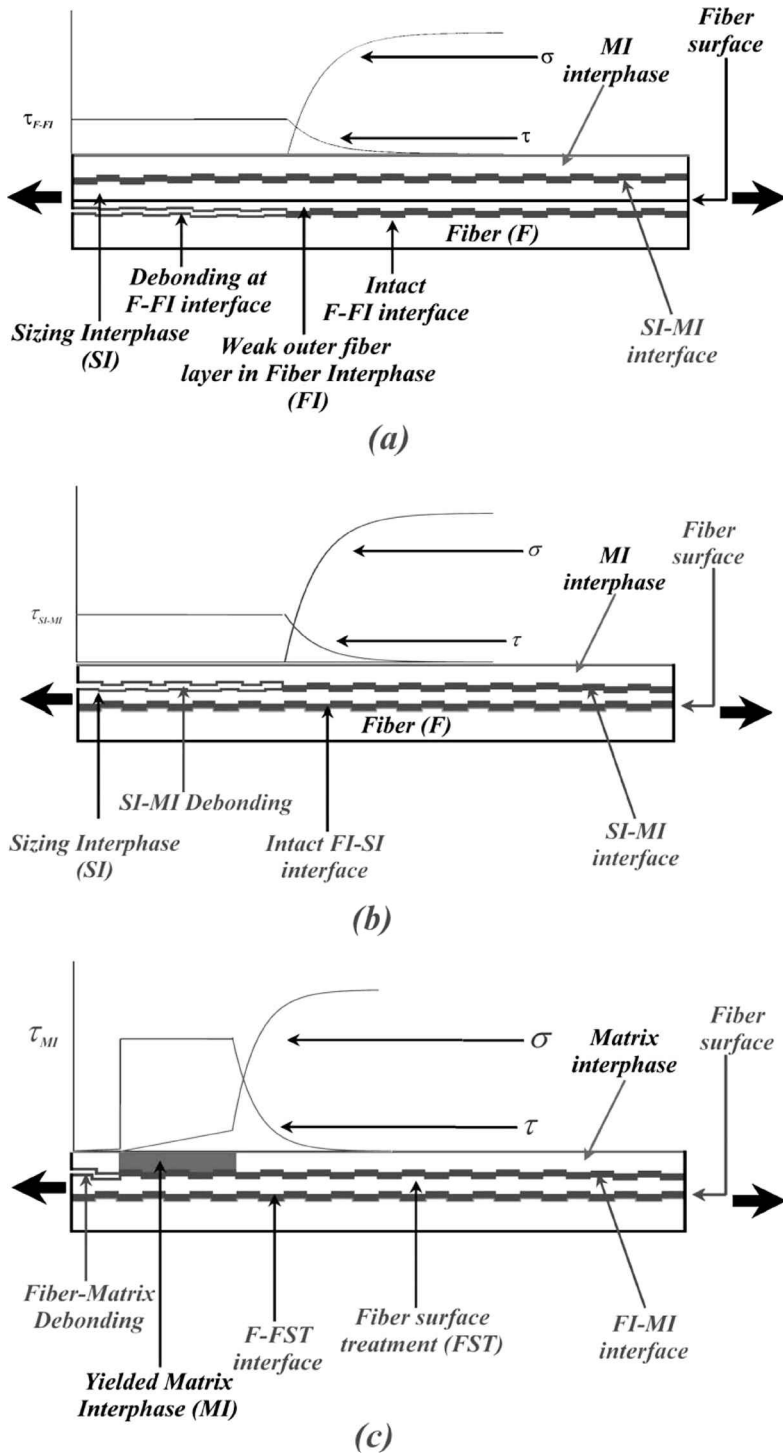 Fiber
surface
MI
interphase
σ
τF-FI
τ
Fiber (F)
Debonding at
F-FI interface
Intact
F-FI interface
Sizing Interphase
(SI)
Weak outer fiber
layer in Fiber Interphase
(FI)
SI-MI
interface
(a)
Fiber
surface
MI
interphase
σ
τSI-MI
τ
Fiber (F)
SI-MI Debonding
Sizing Interphase
(SI)
Intact FI-SI
interface
SI-MI
interface
(b)
Fiber
surface
Matrix
interphase
τMI
σ
τ
Fiber-Matrix
Debonding
F-FST
interface
Fiber surface
treatment (FST)
FI-MI
interface
Yielded Matrix
Interphase (MI)
(c)